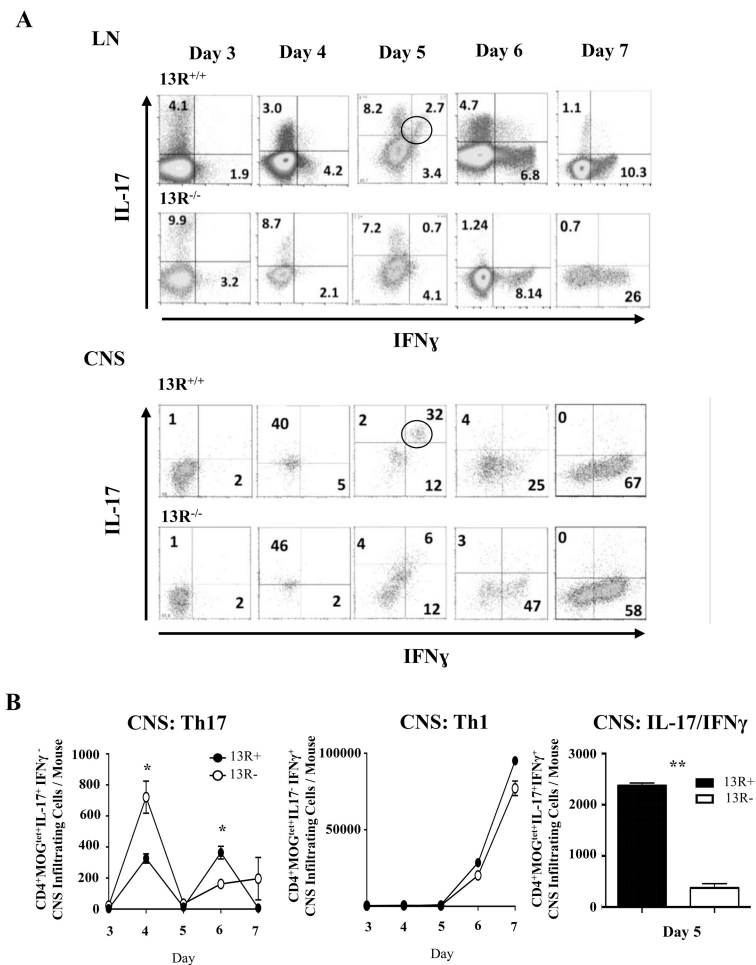 A
LN
Day 3 Day 4 Day 5 Day 6 Day 7
13R+/+
4.1 3.0 8.2 2.7 4.7 1.1
1.9 4.2 3.4 6.8 10.3
IL-17
13R-/-
9.9 8.7 7.2 0.7 1.24 0.7
3.2 2.1 4.1 8.14 26
IFNɣ
CNS
13R+/+
1 40 2 32 4 0
2 5 12 25 67
IL-17
13R-/-
1 46 4 6 3 0
2 2 12 47 58
IFNɣ
B
CNS: Th17 CNS: Th1 CNS: IL-17/IFNγ
CD4+MOGtet+IL-17+ IFNγ -
CNS Infiltrating Cells / Mouse
1000
800
600
400
200
0
* *
13R+
13R-
3 4 5 6 7
Day
CD4+MOGtet+IL17- IFNγ+
CNS Infiltrating Cells / Mouse
100000
50000
3 4 5 6 7
Day
CD4+MOGtet+IL-17+IFNγ+
CNS Infiltrating Cells / Mouse
3000
2000
1000
0
**
13R+
13R-
Day 5